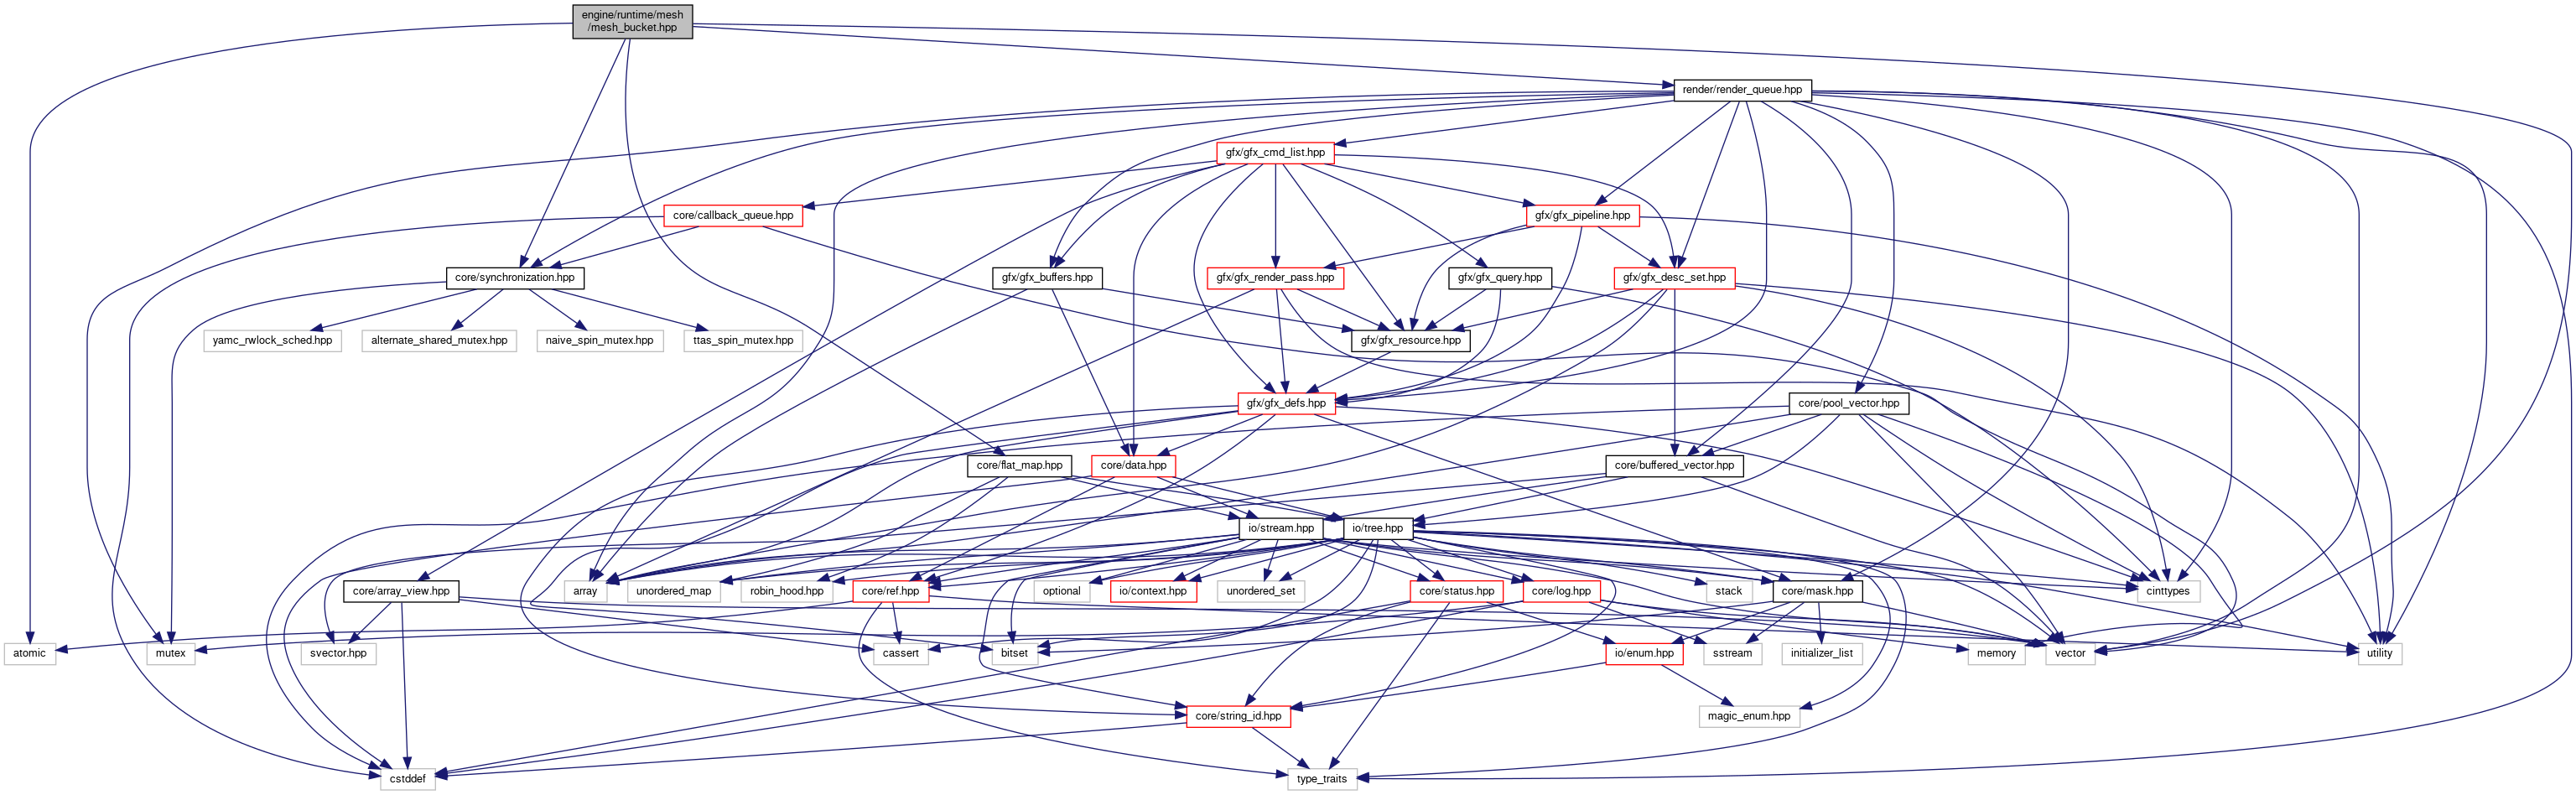 engine/runtime/mesh
/mesh_bucket.hpp
render/render_queue.hpp
gfx/gfx_cmd_list.hpp
core/callback_queue.hpp
gfx/gfx_pipeline.hpp
core/synchronization.hpp
gfx/gfx_buffers.hpp
gfx/gfx_render_pass.hpp
gfx/gfx_query.hpp
gfx/gfx_desc_set.hpp
yamc_rwlock_sched.hpp
alternate_shared_mutex.hpp
naive_spin_mutex.hpp
ttas_spin_mutex.hpp
gfx/gfx_resource.hpp
gfx/gfx_defs.hpp
core/pool_vector.hpp
core/flat_map.hpp
core/data.hpp
core/buffered_vector.hpp
io/stream.hpp
io/tree.hpp
core/array_view.hpp
array
unordered_map
robin_hood.hpp
core/ref.hpp
optional
io/context.hpp
unordered_set
core/status.hpp
core/log.hpp
stack
core/mask.hpp
cinttypes
atomic
mutex
svector.hpp
cassert
bitset
io/enum.hpp
sstream
initializer_list
memory
vector
utility
core/string_id.hpp
magic_enum.hpp
cstddef
type_traits